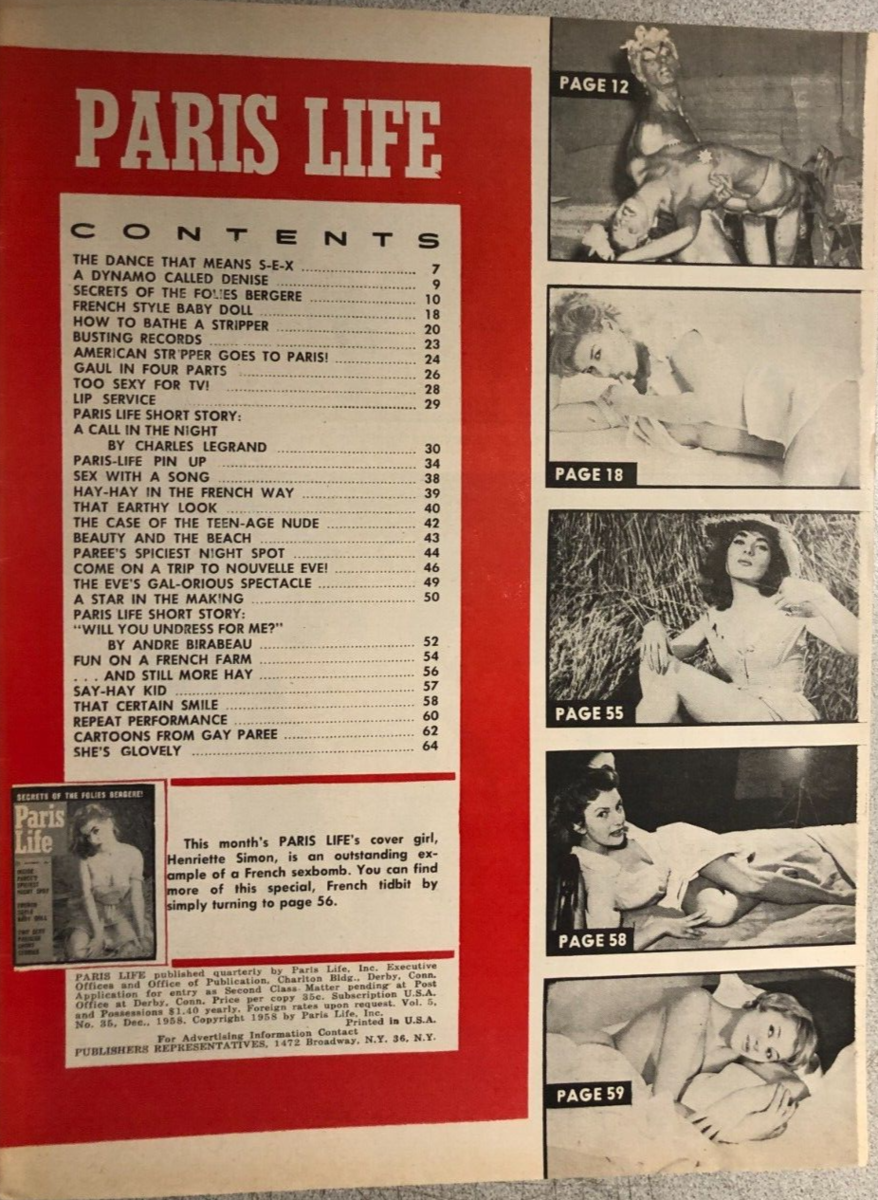 PARIS LIFE
CONTENTS
THE DANCE THAT MEANS S-E-X 7
A DYNAMO CALLED DENISE 9
SECRETS OF THE FOLIES BERGERE 10
FRENCH STYLE BABY DOLL 18
HOW TO BATHE A STRIPPER 20
BUSTING RECORDS 23
AMERICAN STRIPPER GOES TO PARIS! 24
GAUL IN FOUR PARTS 26
TOO SEXY FOR TV! 28
LIP SERVICE 29
PARIS LIFE SHORT STORY:
A CALL IN THE NIGHT
BY CHARLES LEGRAND 30
PARIS-LIFE PIN UP 34
SEX WITH A SONG 38
HAY-HAY IN THE FRENCH WAY 39
THAT EARTHY LOOK 40
THE CASE OF THE TEEN-AGE NUDE 42
BEAUTY AND THE BEACH 43
PAREE'S SPICIEST NIGHT SPOT 44
COME ON A TRIP TO NOUVELLE EVE! 46
THE EVE'S GAL-ORIOUS SPECTACLE 49
A STAR IN THE MAKING 50
PARIS LIFE SHORT STORY:
"WILL YOU UNDRESS FOR ME?"
BY ANDRE BIRABEAU 52
FUN ON A FRENCH FARM 54
. . . AND STILL MORE HAY 56
SAY-HAY KID 57
THAT CERTAIN SMILE 58
REPEAT PERFORMANCE 60
CARTOONS FROM GAY PAREE 62
SHE'S GLOVELY 64
SECRETS OF THE FOLIES BERGERE!
Paris
Life
This month's PARIS LIFE's cover girl,
Henriette Simon, is an outstanding ex-
ample of a French sexbomb. You can find
more of this special, French tidbit by
simply turning to page 56.
PARIS LIFE published quarterly by Paris Life, Inc. Executive
Offices and Office of Publication, Charlton Bldg., Derby, Conn.
Application for entry as Second Class Matter pending at Post
Office at Derby, Conn. Price per copy 35c. Subscription U.S.A.
and Possessions $1.40 yearly. Foreign rates upon request. Vol. 5,
No. 35, Dec., 1958. Copyright 1958 by Paris Life, Inc.
Printed in U.S.A.
For Advertising Information Contact
PUBLISHERS REPRESENTATIVES, 1472 Broadway, N.Y. 36, N.Y.
PAGE 12
PAGE 18
PAGE 55
PAGE 58
PAGE 59